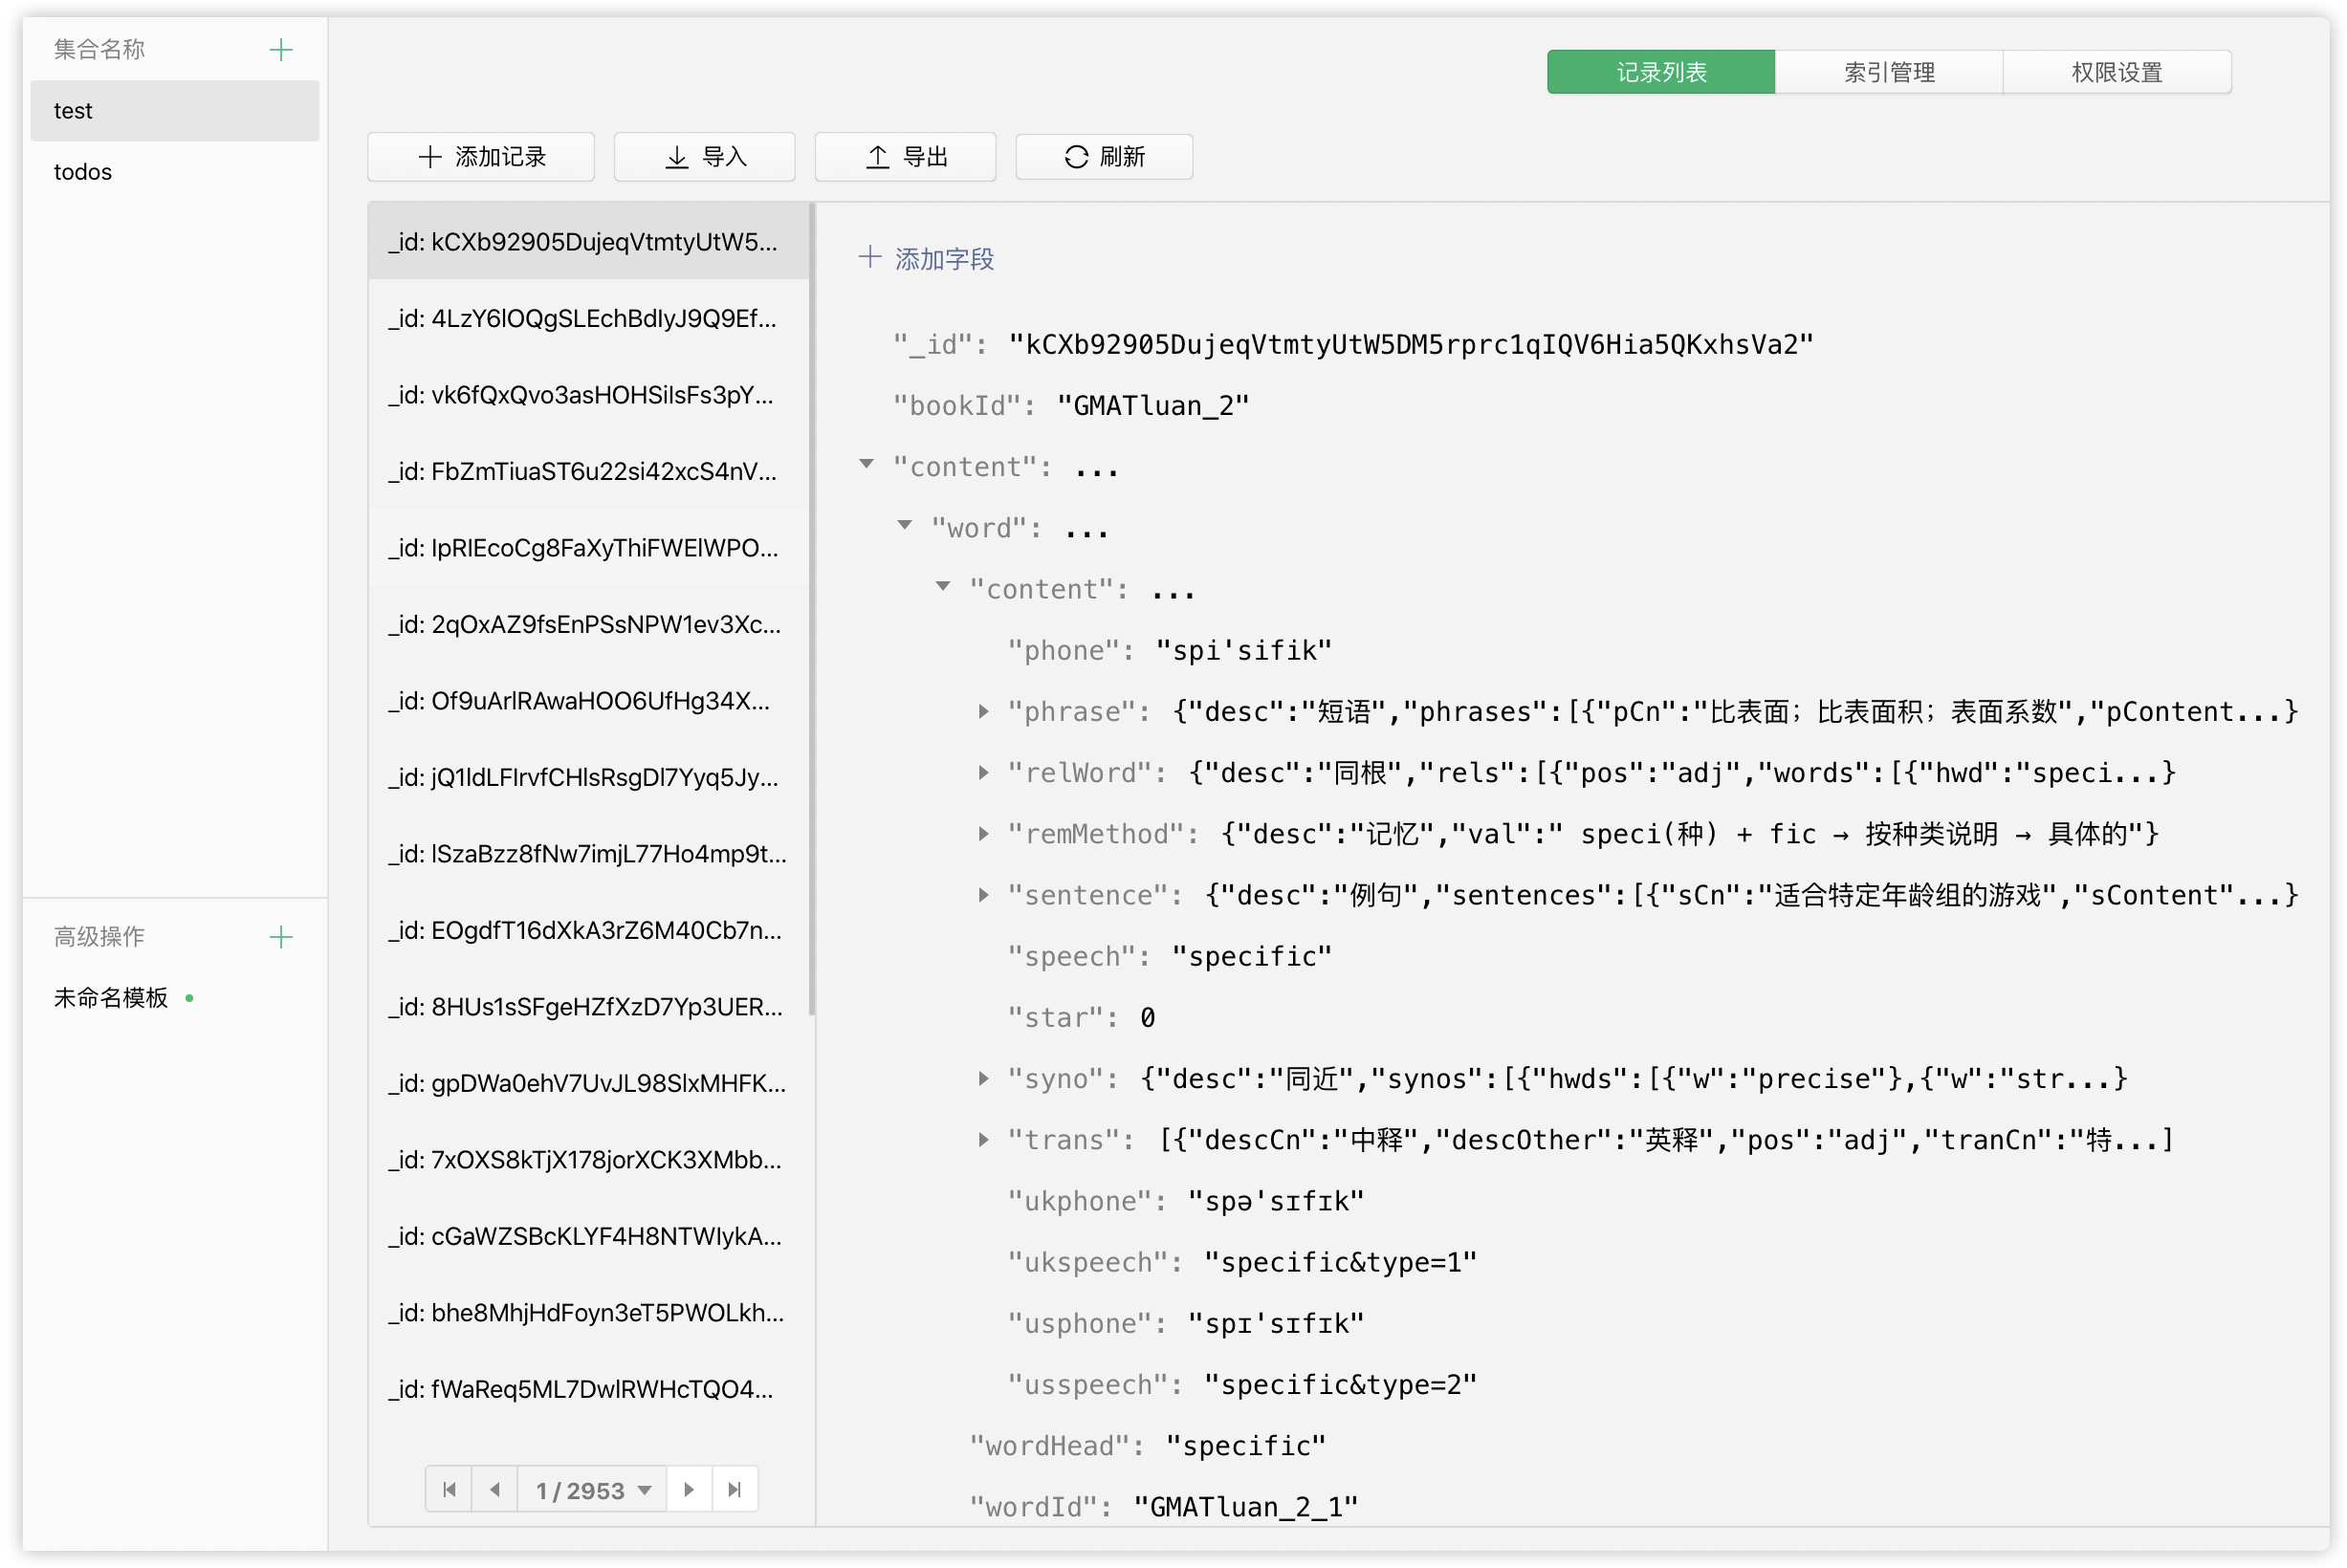 集合名称
test
todos
高级操作
未命名模板
记录列表
索引管理
权限设置
添加记录
导入
导出
刷新
_id: kCXb92905DujeqVtmtyUtW5...
_id: 4LzY6lOQgSLEchBdIyJ9Q9Ef...
_id: vk6fQxQvo3asHOHSilsFs3pY...
_id: FbZmTiuaST6u22si42xcS4nV...
_id: IpRIEcoCg8FaXyThiFWElWPO...
_id: 2qOxAZ9fsEnPSsNPW1ev3Xc...
_id: Of9uArlRAwaHOO6UfHg34X...
_id: jQ1ldLFIrvfCHlsRsgDl7Yyq5Jy...
_id: lSzaBzz8fNw7imjL77Ho4mp9t...
_id: EOgdfT16dXkA3rZ6M40Cb7n...
_id: 8HUs1sSFgeHZfXzD7Yp3UER...
_id: gpDWa0ehV7UvJL98SlxMHFK...
_id: 7xOXS8kTjX178jorXCK3XMbb...
_id: cGaWZSBcKLYF4H8NTWIykA...
_id: bhe8MhjHdFoyn3eT5PWOLkh...
_id: fWaReq5ML7DwlRWHcTQO4...
1 / 2953
添加字段
"_id": "kCXb92905DujeqVtmtyUtW5DM5rprc1qIQV6Hia5QKxhsVa2"
"bookId": "GMATluan_2"
"content": ...
"word": ...
"content": ...
"phone": "spi'sifik"
"phrase": {"desc":"短语","phrases":[{"pCn":"比表面；比表面积；表面系数","pContent...}
"relWord": {"desc":"同根","rels":[{"pos":"adj","words":[{"hwd":"speci...}
"remMethod": {"desc":"记忆","val":" speci(种) + fic → 按种类说明 → 具体的"}
"sentence": {"desc":"例句","sentences":[{"sCn":"适合特定年龄组的游戏","sContent"...}
"speech": "specific"
"star": 0
"syno": {"desc":"同近","synos":[{"hwds":[{"w":"precise"},{"w":"str...}
"trans": [{"descCn":"中释","descOther":"英释","pos":"adj","tranCn":"特...]
"ukphone": "spə'sɪfɪk"
"ukspeech": "specific&type=1"
"usphone": "spɪ'sɪfɪk"
"usspeech": "specific&type=2"
"wordHead": "specific"
"wordId": "GMATluan_2_1"